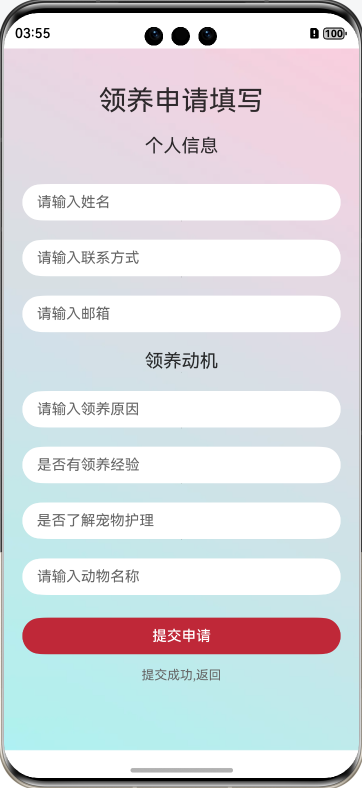 03:55
100
领养申请填写
个人信息
请输入姓名
请输入联系方式
请输入邮箱
领养动机
请输入领养原因
是否有领养经验
是否了解宠物护理
请输入动物名称
提交申请
提交成功,返回